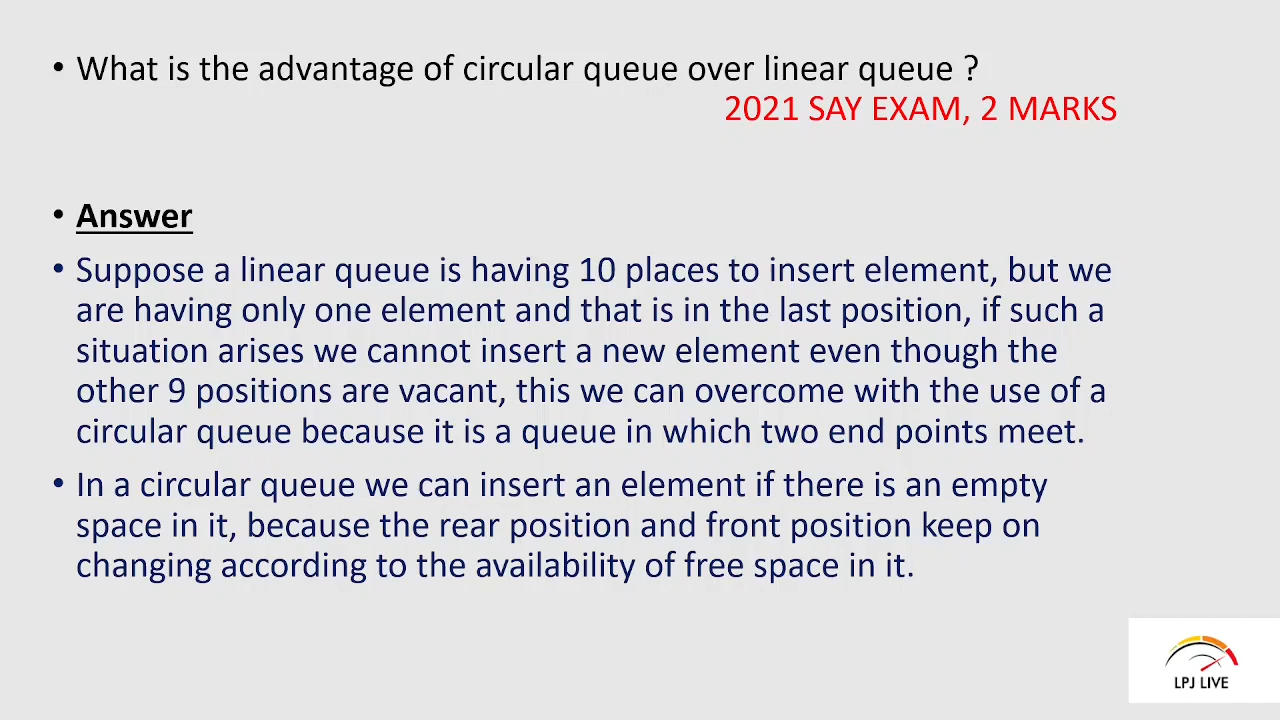 • What is the advantage of circular queue over linear queue ?
2021 SAY EXAM, 2 MARKS
• Answer
• Suppose a linear queue is having 10 places to insert element, but we
are having only one element and that is in the last position, if such a
situation arises we cannot insert a new element even though the
other 9 positions are vacant, this we can overcome with the use of a
circular queue because it is a queue in which two end points meet.
• In a circular queue we can insert an element if there is an empty
space in it, because the rear position and front position keep on
changing according to the availability of free space in it.
LPJ LIVE